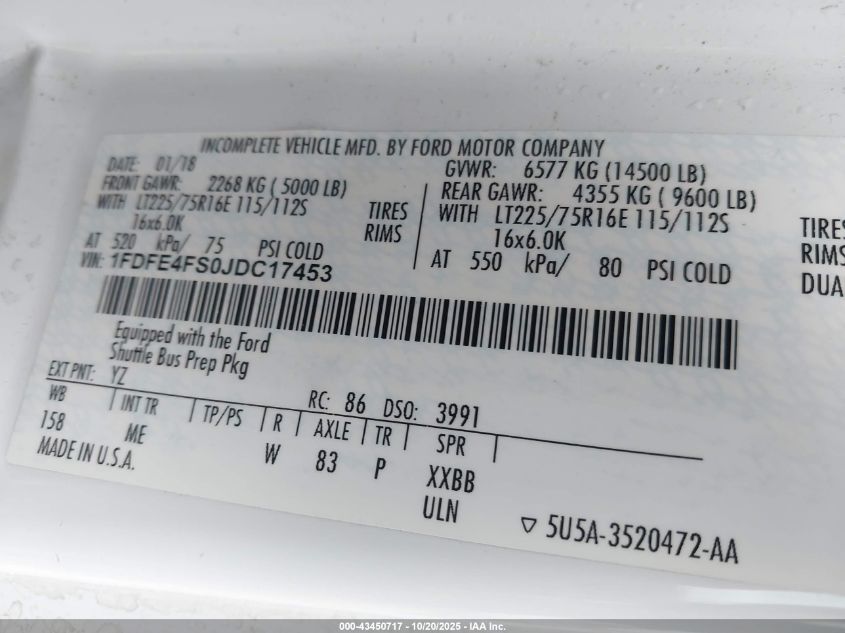 INCOMPLETE VEHICLE MFD. BY FORD MOTOR COMPANY
DATE: 01/18
GVWR: 6577 KG (14500 LB)
FRONT GAWR: 2268 KG ( 5000 LB)
REAR GAWR: 4355 KG ( 9600 LB)
WITH LT225/75R16E 115/112S TIRES
WITH LT225/75R16E 115/112S TIRES
16x6.0K RIMS
16x6.0K RIMS
AT 520 kPa/ 75 PSI COLD
AT 550 kPa/ 80 PSI COLD DUA
VIN: 1FDFE4FS0JDC17453
Equipped with the Ford
Shuttle Bus Prep Pkg
EXT PNT: YZ RC: 86 DSO: 3991
WB INT TR TP/PS R AXLE TR SPR
158 ME W 83 P XXBB
MADE IN U.S.A. ULN
5U5A-3520472-AA
000-43450717 - 10/20/2025 - IAA Inc.